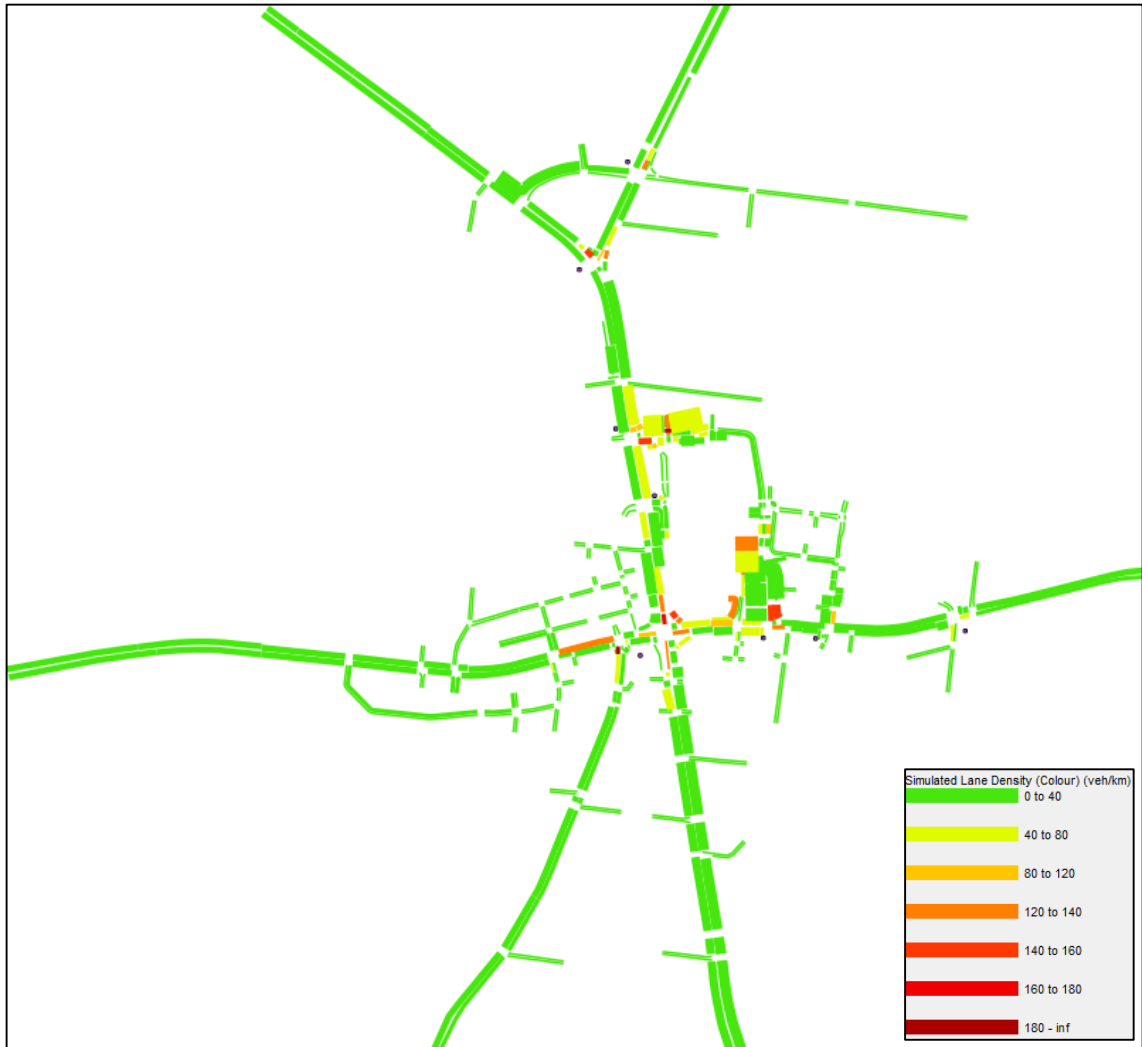 Simulated Lane Density (Colour) (veh/km)
0 to 40
40 to 80
80 to 120
120 to 140
140 to 160
160 to 180
180 - inf